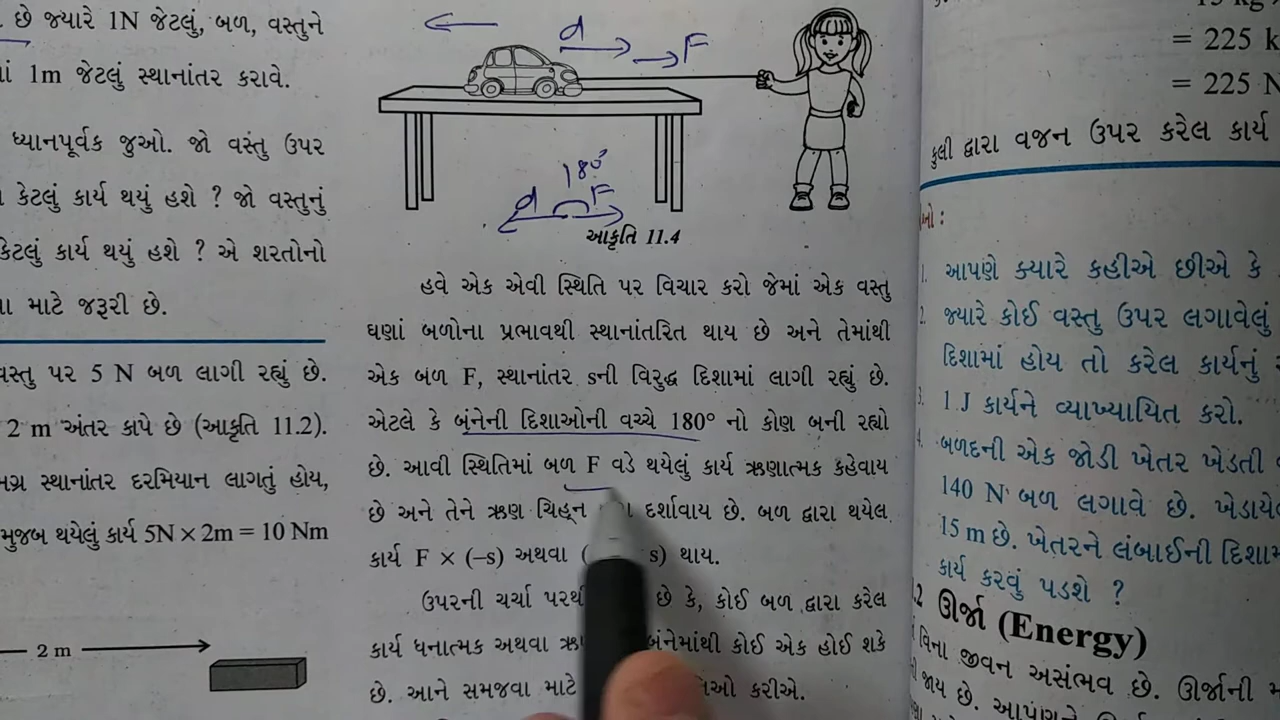 છે જ્યારે 1N જેટલું, બળ, વસ્તુને
1m જેટલું સ્થાનાંતર કરાવે.
ધ્યાનપૂર્વક જુઓ. જો વસ્તુ ઉપર
કેટલું કાર્ય થયું હશે ? જો વસ્તુનું
કેટલું કાર્ય થયું હશે ? એ શરતોનો
માટે જરૂરી છે.
વસ્તુ પર 5 N બળ લાગી રહ્યું છે.
2 m અંતર કાપે છે (આકૃતિ 11.2).
સ્થાનાંતર દરમિયાન લાગતું હોય,
મુજબ થયેલું કાર્ય 5N × 2m = 10 Nm
2 m
d
F
180°
d F
આકૃતિ 11.4
હવે એક એવી સ્થિતિ પર વિચાર કરો જેમાં એક વસ્તુ
ઘણાં બળોના પ્રભાવથી સ્થાનાંતરિત થાય છે અને તેમાંથી
એક બળ F, સ્થાનાંતર sની વિરુદ્ધ દિશામાં લાગી રહ્યું છે.
એટલે કે બંનેની દિશાઓની વચ્ચે 180° નો કોણ બની રહ્યો
છે. આવી સ્થિતિમાં બળ F વડે થયેલું કાર્ય ઋણાત્મક કહેવાય
છે અને તેને ઋણ ચિહ્ન દર્શાવાય છે. બળ દ્વારા થયેલ
કાર્ય F × (–s) અથવા ( s) થાય.
ઉપરની ચર્ચા છે કે, કોઈ બળ દ્વારા કરેલ
કાર્ય ધનાત્મક અથવા બંનેમાંથી કોઈ એક હોઈ શકે
છે. આને સમજવા માટે કરીએ.
= 225
= 225
કુલી દ્વારા વજન ઉપર કરેલ કાર્ય
આપણે ક્યારે કહીએ છીએ કે
જ્યારે કોઈ વસ્તુ ઉપર લગાવેલું
દિશામાં હોય તો કરેલ કાર્યનું
1 J કાર્યને વ્યાખ્યાયિત કરો.
બળદની એક જોડી ખેતર ખેડતી
140 N બળ લગાવે છે.
15 m છે. ખેતરને લંબાઈની
કાર્ય કરવું પડશે ?
ઊર્જા (Energy)
વિના જીવન અસંભવ છે. ઊર્જાની
જાય છે.